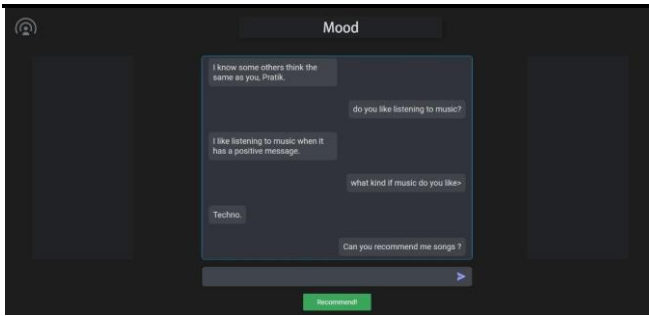 Mood
I know some others think the
same as you, Pratik.
do you like listening to music?
I like listening to music when it
has a positive message.
what kind if music do you like>
Techno.
Can you recommend me songs ?
Recommend!